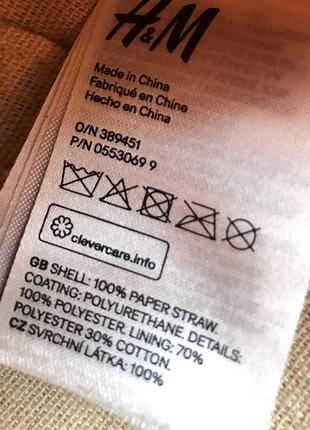 H&M
Made in China
Fabriqué en Chine
Hecho en China
O/N 389451
P/N 0553069 9
clevercare.info
GB SHELL: 100% PAPER STRAW.
COATING: POLYURETHANE. DETAILS:
100% POLYESTER. LINING: 70%
POLYESTER 30% COTTON.
CZ SVRCHNÍ LÁTKA: 100%